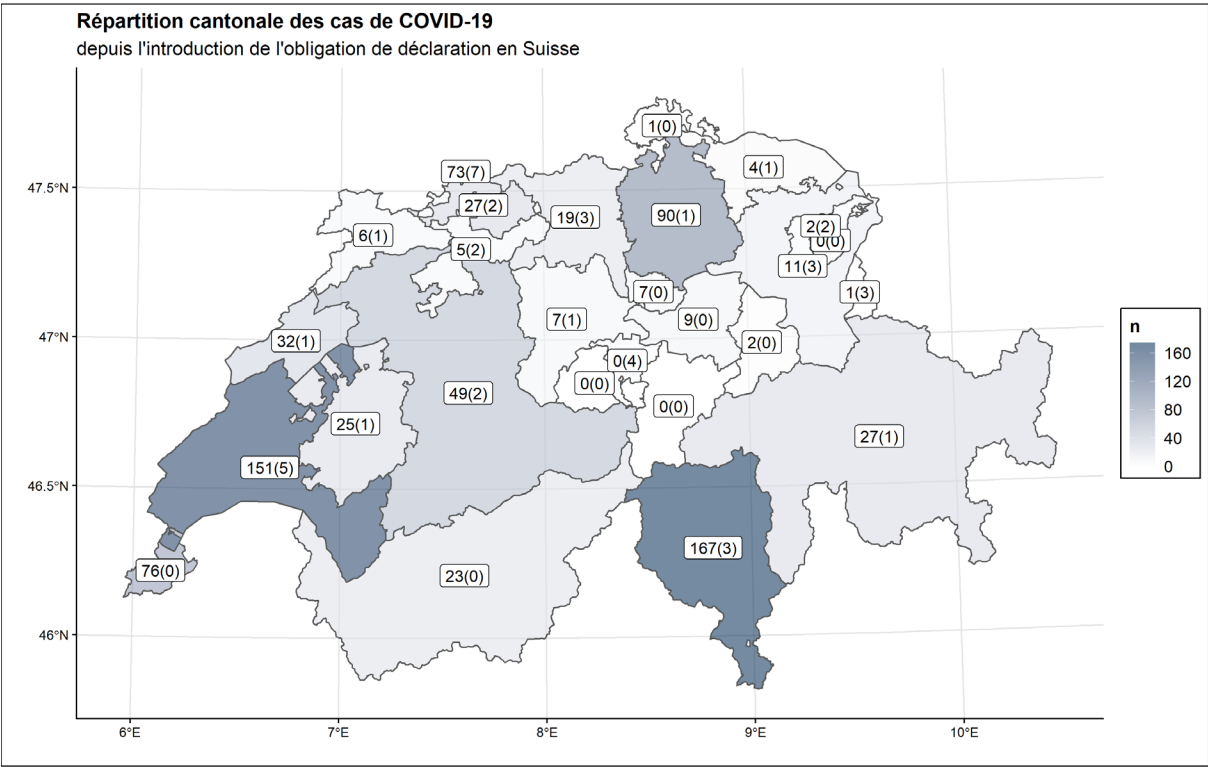 Répartition cantonale des cas de COVID-19
depuis l'introduction de l'obligation de déclaration en Suisse
1(0)
4(1)
73(7)
47.5°N
27(2)
19(3)
90(1)
2(2)
6(1)
0(0)
5(2)
11(3)
7(0)
1(3)
7(1)
9(0)
47°N
32(1)
2(0)
n
0(4)
160
0(0)
120
49(2)
0(0)
80
25(1)
27(1)
40
151(5)
0
46.5°N
167(3)
76(0)
23(0)
46°N
6°E
7°E
8°E
9°E
10°E